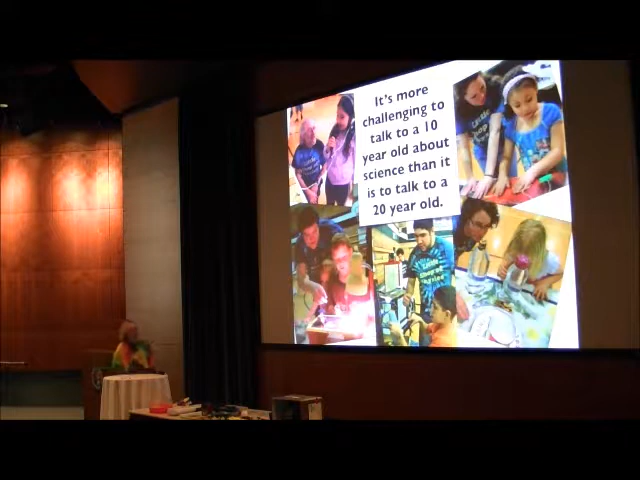 It's more
challenging to
talk to a 10
year old about
science than it
is to talk to a
20 year old.